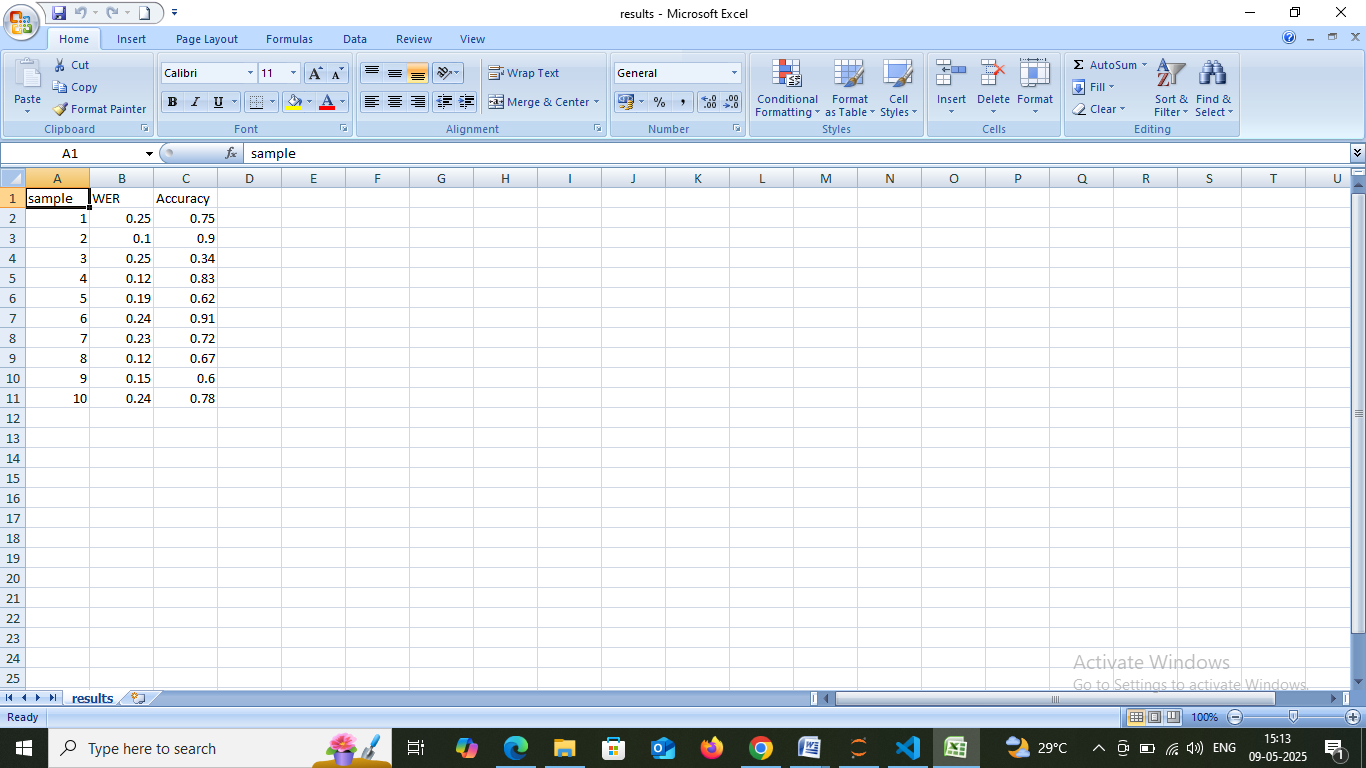 results - Microsoft Excel
Home Insert Page Layout Formulas Data Review View
Paste Cut Copy Format Painter
Clipboard
Calibri 11
B I U A A A
Font
Wrap Text
Merge & Center
Alignment
General
% ,
Number
Conditional Formatting Format as Table Cell Styles
Styles
Insert Delete Format
Cells
Σ AutoSum
Fill
Clear
Sort & Filter Find & Select
Editing
A1 fx sample
A B C D E F G H I J K L M N O P Q R S T U
1 sample WER Accuracy
2 1 0.25 0.75
3 2 0.1 0.9
4 3 0.25 0.34
5 4 0.12 0.83
6 5 0.19 0.62
7 6 0.24 0.91
8 7 0.23 0.72
9 8 0.12 0.67
10 9 0.15 0.6
11 10 0.24 0.78
12
13
14
15
16
17
18
19
20
21
22
23
24
25
Activate Windows
Go to Settings to activate Windows.
results
Ready 100%
Type here to search 29°C ENG 15:13
09-05-2025 1